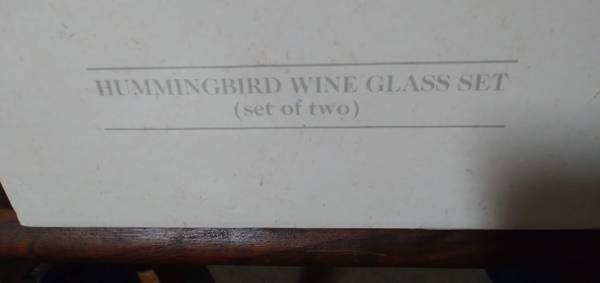 HUMMINGBIRD WINE GLASS SET
(set of two)